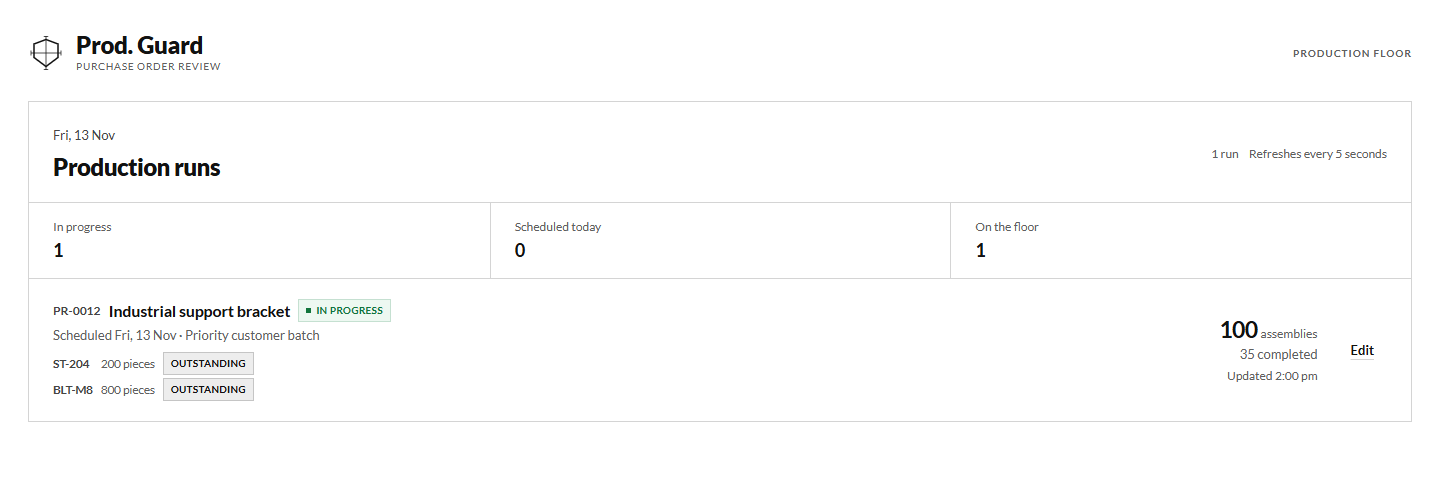 Prod. Guard
PURCHASE ORDER REVIEW
PRODUCTION FLOOR
Fri, 13 Nov
Production runs
1 run Refreshes every 5 seconds
In progress
1
Scheduled today
0
On the floor
1
PR-0012 Industrial support bracket IN PROGRESS
Scheduled Fri, 13 Nov · Priority customer batch
ST-204 200 pieces OUTSTANDING
BLT-M8 800 pieces OUTSTANDING
100 assemblies
35 completed
Updated 2:00 pm
Edit